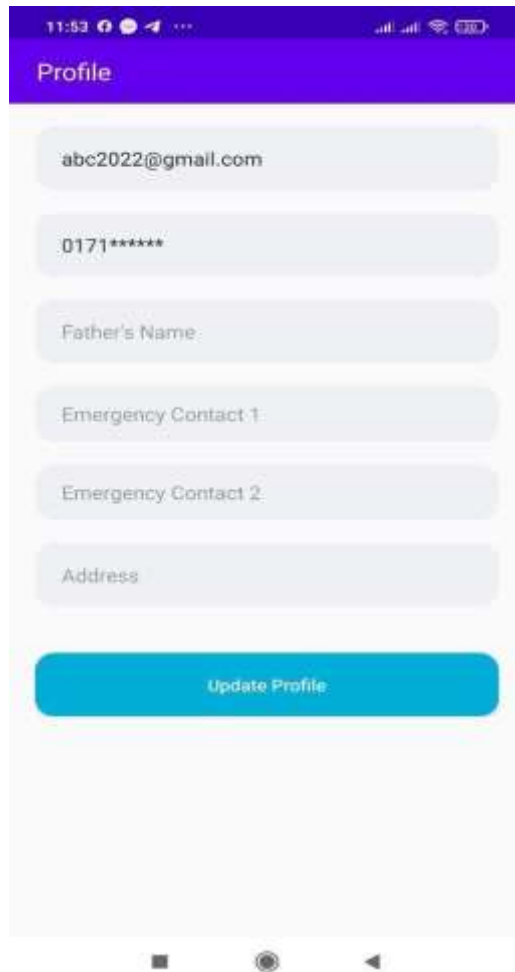 11:53
Profile
abc2022@gmail.com
0171******
Father's Name
Emergency Contact 1
Emergency Contact 2
Address
Update Profile